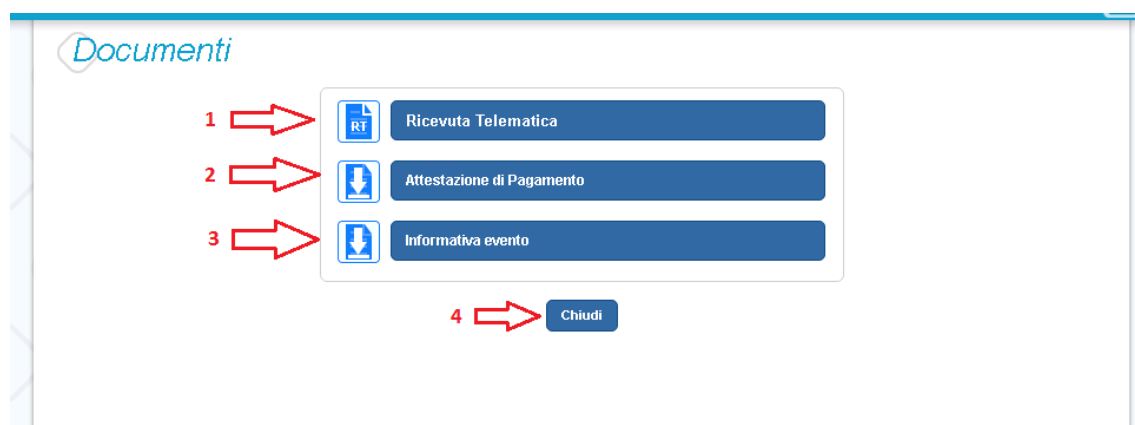 Documenti
1 RT Ricevuta Telematica
2 Attestazione di Pagamento
3 Informativa evento
4 Chiudi